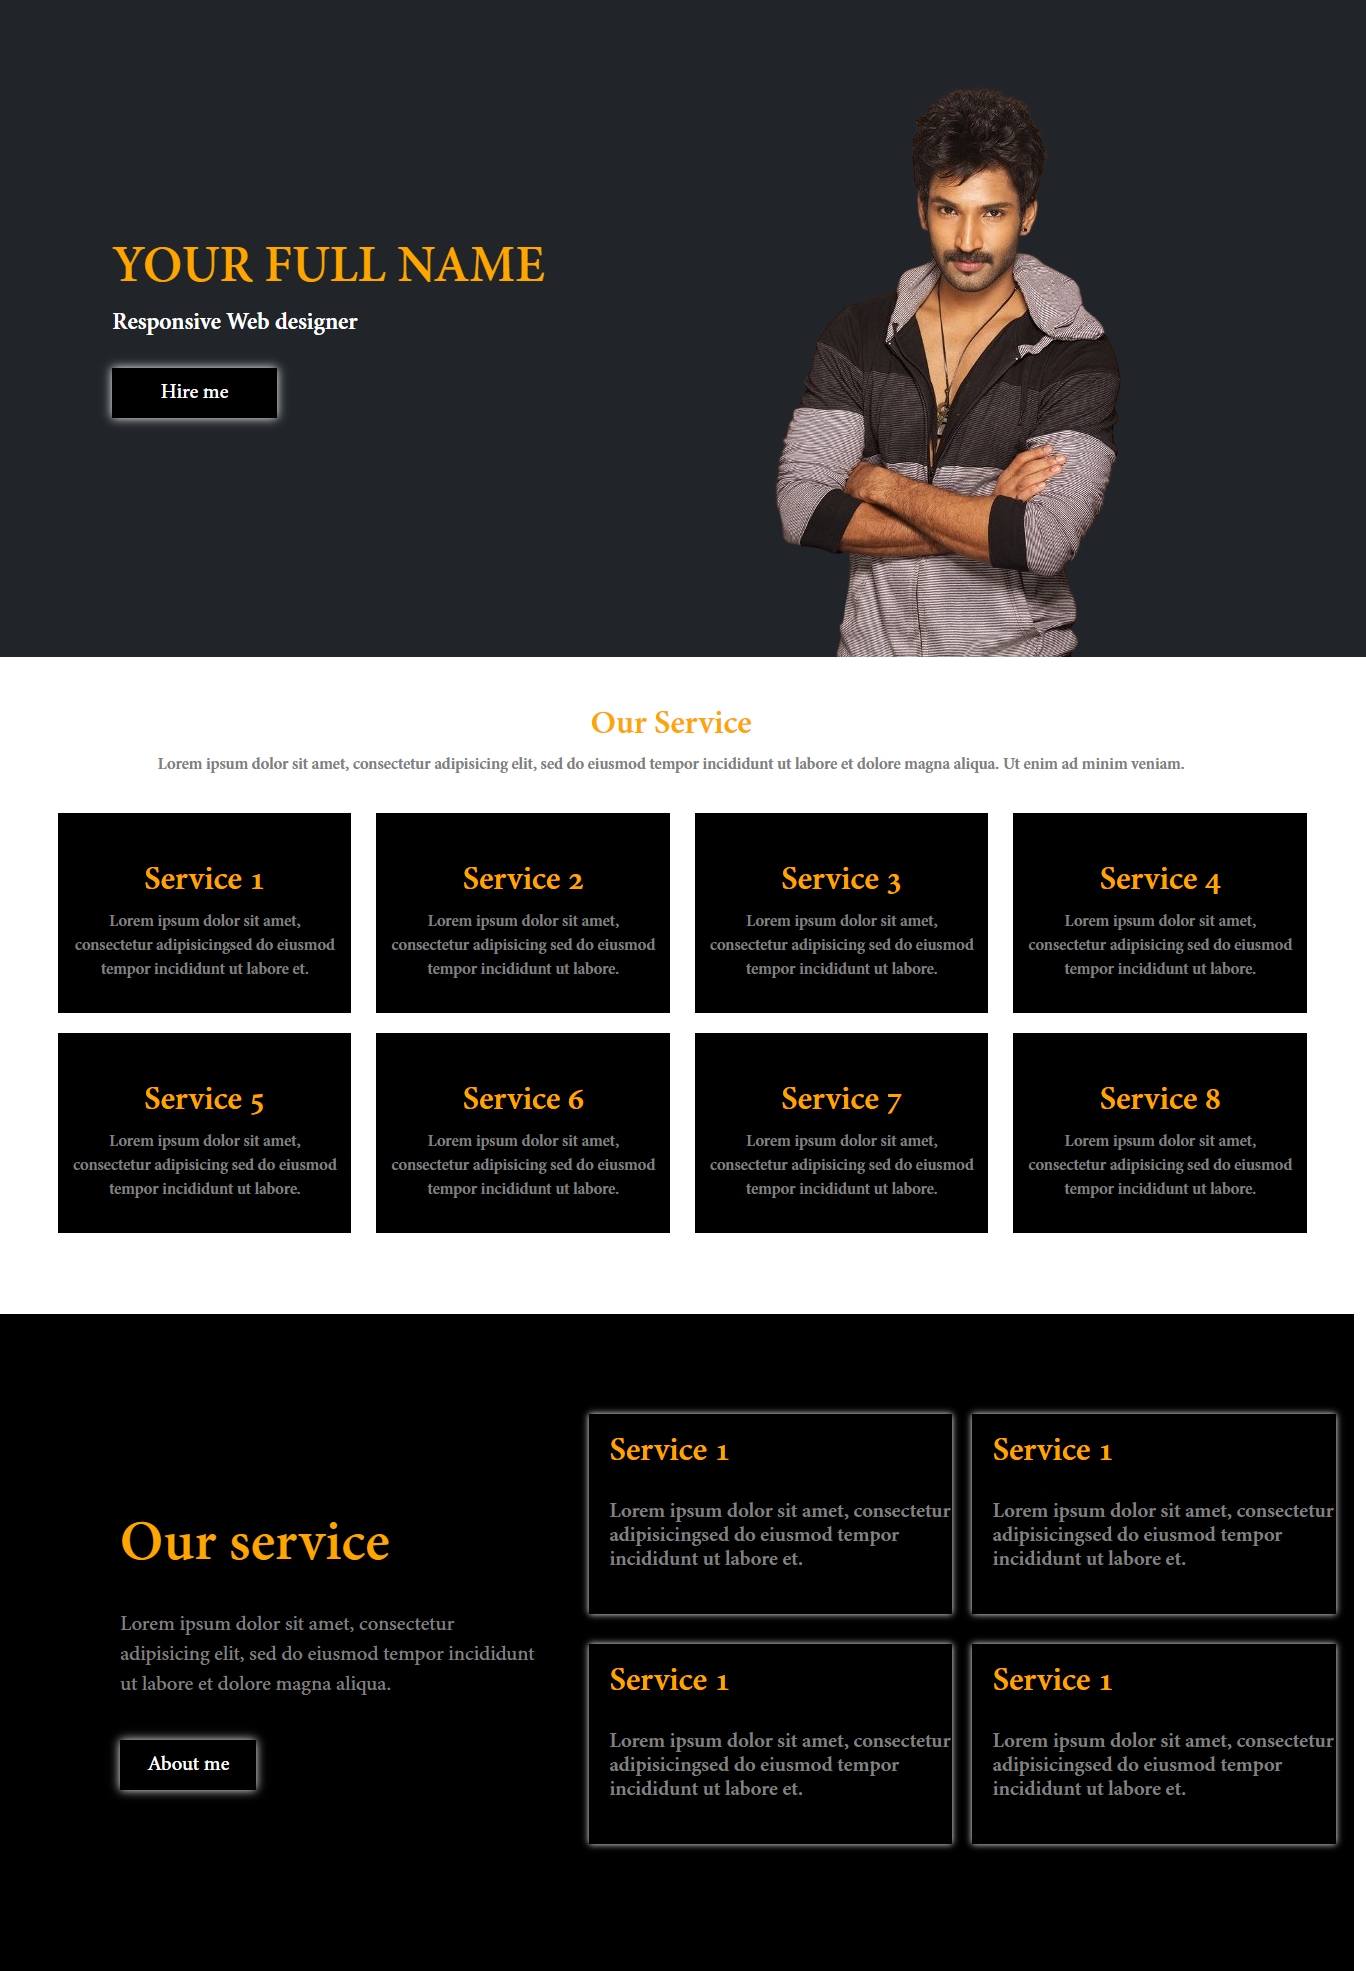 YOUR FULL NAME
Responsive Web designer
Hire me
Our Service
Lorem ipsum dolor sit amet, consectetur adipisicing elit, sed do eiusmod tempor incididunt ut labore et dolore magna aliqua. Ut enim ad minim veniam.
Service 1
Lorem ipsum dolor sit amet,
consectetur adipisicingsed do eiusmod
tempor incididunt ut labore et.
Service 2
Lorem ipsum dolor sit amet,
consectetur adipisicing sed do eiusmod
tempor incididunt ut labore.
Service 3
Lorem ipsum dolor sit amet,
consectetur adipisicing sed do eiusmod
tempor incididunt ut labore.
Service 4
Lorem ipsum dolor sit amet,
consectetur adipisicing sed do eiusmod
tempor incididunt ut labore.
Service 5
Lorem ipsum dolor sit amet,
consectetur adipisicing sed do eiusmod
tempor incididunt ut labore.
Service 6
Lorem ipsum dolor sit amet,
consectetur adipisicing sed do eiusmod
tempor incididunt ut labore.
Service 7
Lorem ipsum dolor sit amet,
consectetur adipisicing sed do eiusmod
tempor incididunt ut labore.
Service 8
Lorem ipsum dolor sit amet,
consectetur adipisicing sed do eiusmod
tempor incididunt ut labore.
Our service
Lorem ipsum dolor sit amet, consectetur
adipisicing elit, sed do eiusmod tempor incididunt
ut labore et dolore magna aliqua.
About me
Service 1
Lorem ipsum dolor sit amet, consectetur
adipisicingsed do eiusmod tempor
incididunt ut labore et.
Service 1
Lorem ipsum dolor sit amet, consectetur
adipisicingsed do eiusmod tempor
incididunt ut labore et.
Service 1
Lorem ipsum dolor sit amet, consectetur
adipisicingsed do eiusmod tempor
incididunt ut labore et.
Service 1
Lorem ipsum dolor sit amet, consectetur
adipisicingsed do eiusmod tempor
incididunt ut labore et.